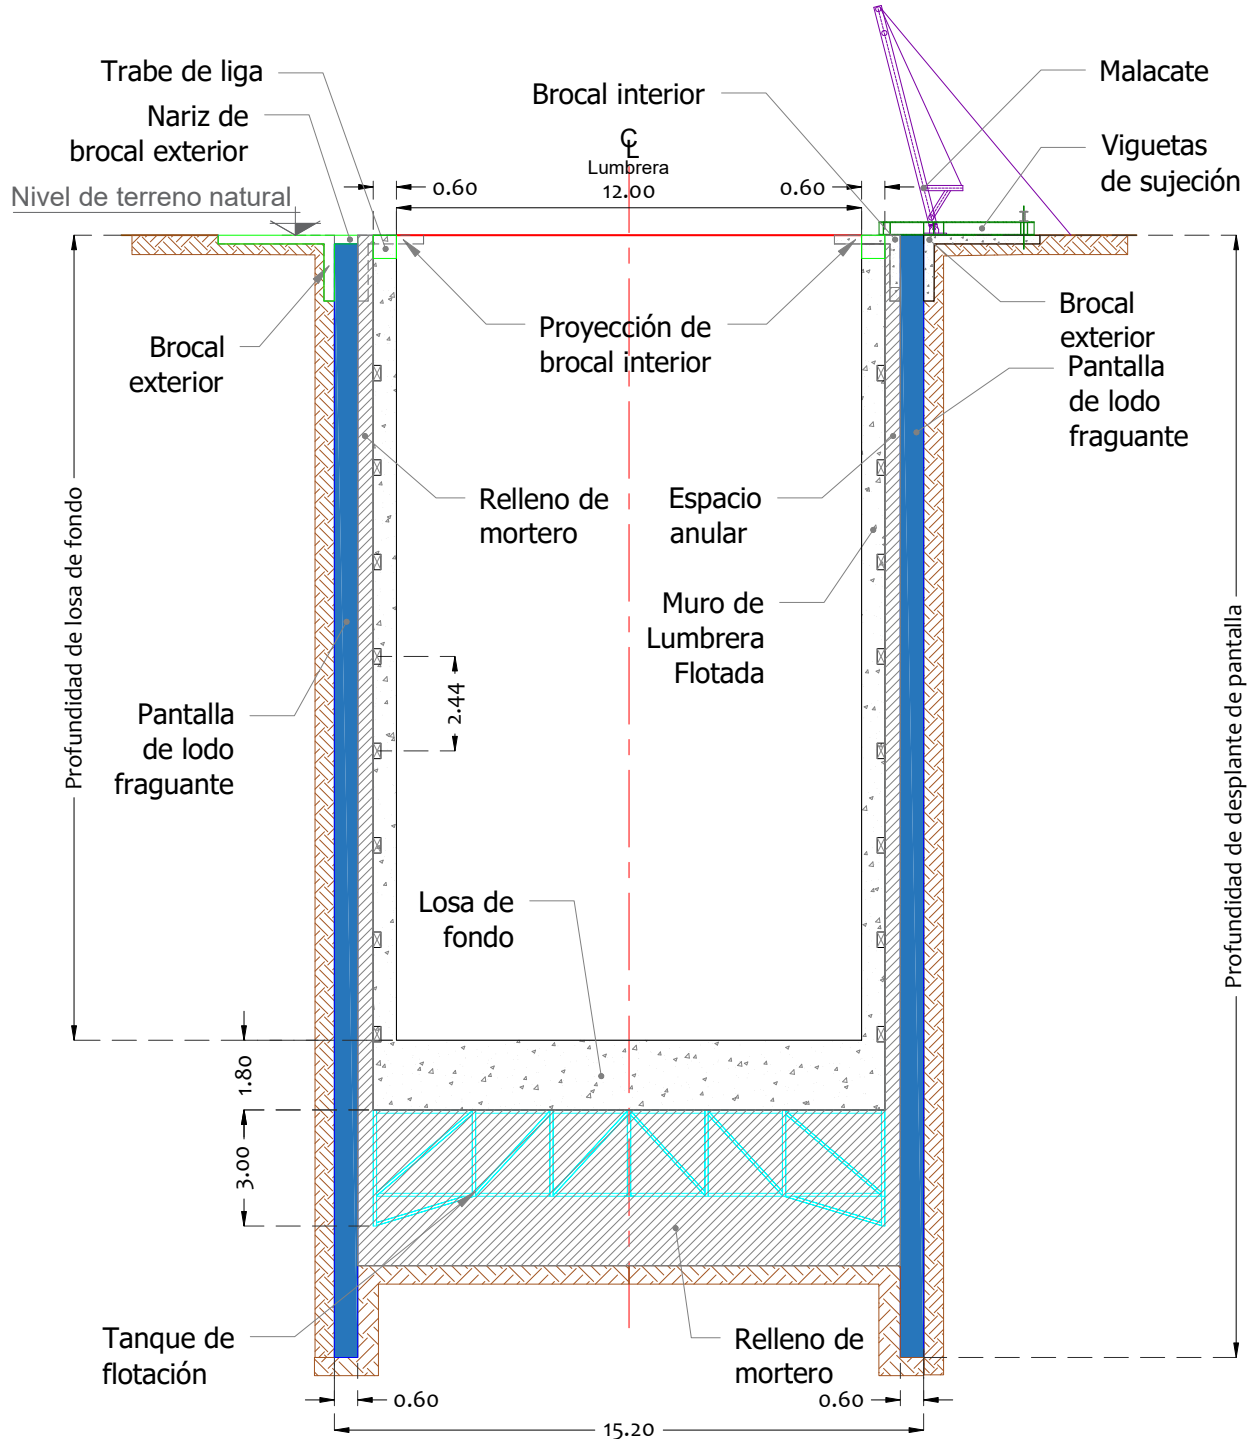 Trabe de liga
Nariz de
brocal exterior
Nivel de terreno natural
Brocal interior
Malacate
Viguetas
de sujeción
℄
Lumbrera
12.00
0.60
0.60
Brocal
exterior
Proyección de
brocal interior
Brocal
exterior
Pantalla
de lodo
fraguante
Relleno de
mortero
Espacio
anular
Muro de
Lumbrera
Flotada
Profundidad de losa de fondo
2.44
Pantalla
de lodo
fraguante
Profundidad de desplante de pantalla
Losa de
fondo
1.80
3.00
Tanque de
flotación
Relleno de
mortero
0.60
0.60
15.20